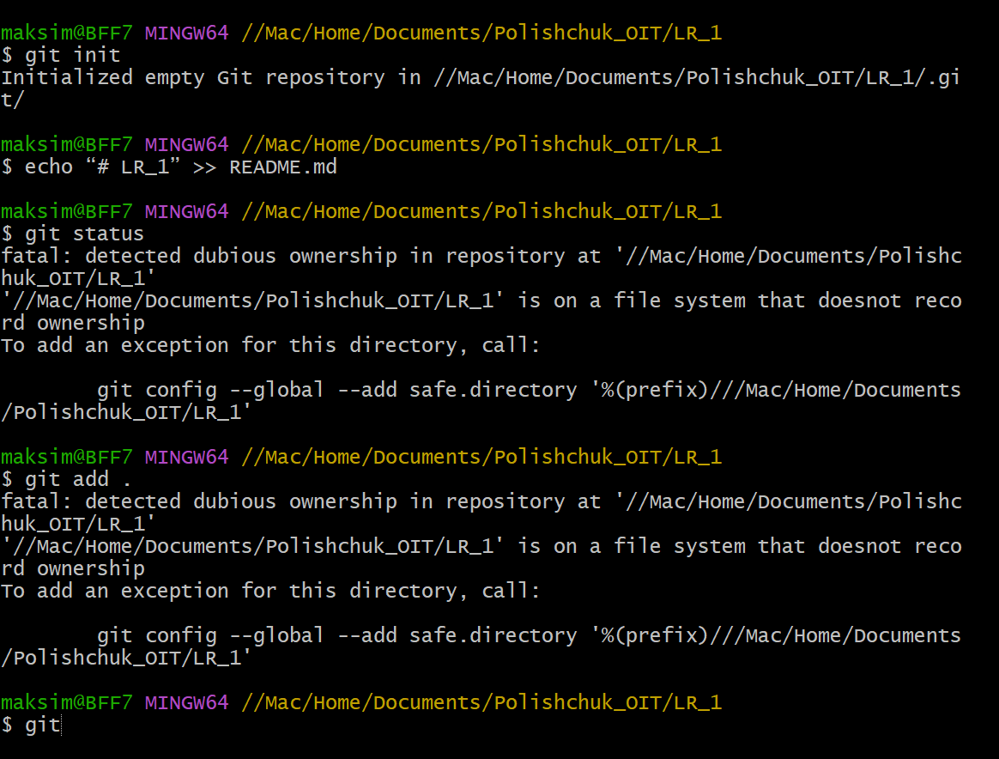 maksim@BFF7 MINGW64 //Mac/Home/Documents/Polishchuk_OIT/LR_1
$ git init
Initialized empty Git repository in //Mac/Home/Documents/Polishchuk_OIT/LR_1/.gi
t/
maksim@BFF7 MINGW64 //Mac/Home/Documents/Polishchuk_OIT/LR_1
$ echo “# LR_1” >> README.md
maksim@BFF7 MINGW64 //Mac/Home/Documents/Polishchuk_OIT/LR_1
$ git status
fatal: detected dubious ownership in repository at '//Mac/Home/Documents/Polishc
huk_OIT/LR_1'
'//Mac/Home/Documents/Polishchuk_OIT/LR_1' is on a file system that doesnot reco
rd ownership
To add an exception for this directory, call:
        git config --global --add safe.directory '%(prefix)///Mac/Home/Documents
/Polishchuk_OIT/LR_1'
maksim@BFF7 MINGW64 //Mac/Home/Documents/Polishchuk_OIT/LR_1
$ git add .
fatal: detected dubious ownership in repository at '//Mac/Home/Documents/Polishc
huk_OIT/LR_1'
'//Mac/Home/Documents/Polishchuk_OIT/LR_1' is on a file system that doesnot reco
rd ownership
To add an exception for this directory, call:
        git config --global --add safe.directory '%(prefix)///Mac/Home/Documents
/Polishchuk_OIT/LR_1'
maksim@BFF7 MINGW64 //Mac/Home/Documents/Polishchuk_OIT/LR_1
$ git